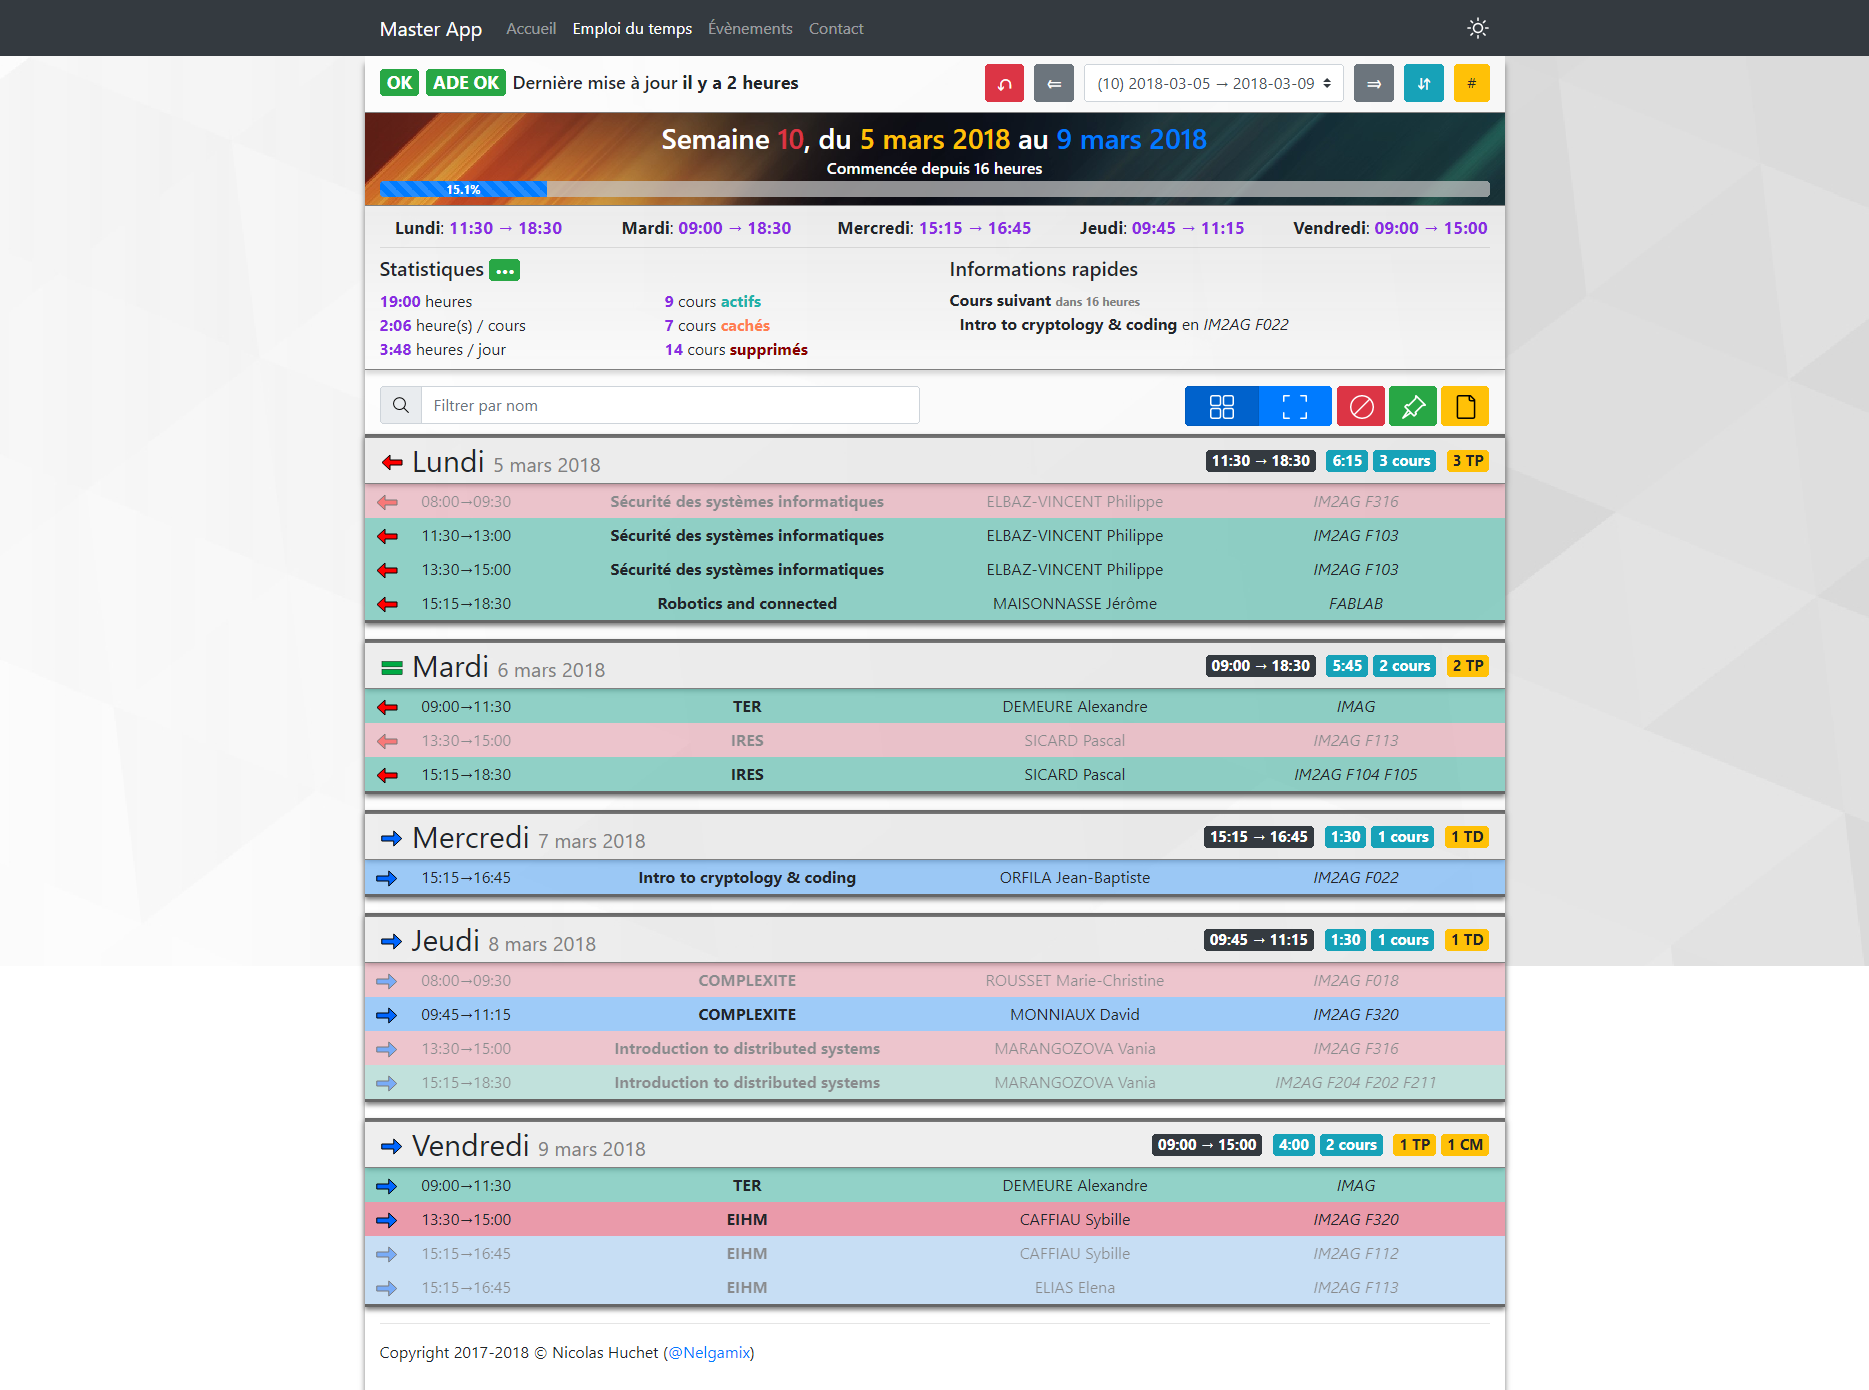 Master App Accueil Emploi du temps Évènements Contact
OK ADE OK Dernière mise à jour il y a 2 heures (10) 2018-03-05 → 2018-03-09 #
Semaine 10, du 5 mars 2018 au 9 mars 2018
Commencée depuis 16 heures
15.1%
Lundi: 11:30 → 18:30 Mardi: 09:00 → 18:30 Mercredi: 15:15 → 16:45 Jeudi: 09:45 → 11:15 Vendredi: 09:00 → 15:00
Statistiques ... Informations rapides
19:00 heures 9 cours actifs Cours suivant dans 16 heures
2:06 heure(s) / cours 7 cours cachés Intro to cryptology & coding en IM2AG F022
3:48 heures / jour 14 cours supprimés
Filtrer par nom
Lundi 5 mars 2018 11:30 → 18:30 6:15 3 cours 3 TP
08:00→09:30 Sécurité des systèmes informatiques ELBAZ-VINCENT Philippe IM2AG F316
11:30→13:00 Sécurité des systèmes informatiques ELBAZ-VINCENT Philippe IM2AG F103
13:30→15:00 Sécurité des systèmes informatiques ELBAZ-VINCENT Philippe IM2AG F103
15:15→18:30 Robotics and connected MAISONNASSE Jérôme FABLAB
Mardi 6 mars 2018 09:00 → 18:30 5:45 2 cours 2 TP
09:00→11:30 TER DEMEURE Alexandre IMAG
13:30→15:00 IRES SICARD Pascal IM2AG F113
15:15→18:30 IRES SICARD Pascal IM2AG F104 F105
Mercredi 7 mars 2018 15:15 → 16:45 1:30 1 cours 1 TD
15:15→16:45 Intro to cryptology & coding ORFILA Jean-Baptiste IM2AG F022
Jeudi 8 mars 2018 09:45 → 11:15 1:30 1 cours 1 TD
08:00→09:30 COMPLEXITE ROUSSET Marie-Christine IM2AG F018
09:45→11:15 COMPLEXITE MONNIAUX David IM2AG F320
13:30→15:00 Introduction to distributed systems MARANGOZOVA Vania IM2AG F316
15:15→18:30 Introduction to distributed systems MARANGOZOVA Vania IM2AG F204 F202 F211
Vendredi 9 mars 2018 09:00 → 15:00 4:00 2 cours 1 TP 1 CM
09:00→11:30 TER DEMEURE Alexandre IMAG
13:30→15:00 EIHM CAFFIAU Sybille IM2AG F320
15:15→16:45 EIHM CAFFIAU Sybille IM2AG F112
15:15→16:45 EIHM ELIAS Elena IM2AG F113
Copyright 2017-2018 © Nicolas Huchet (@Nelgamix)